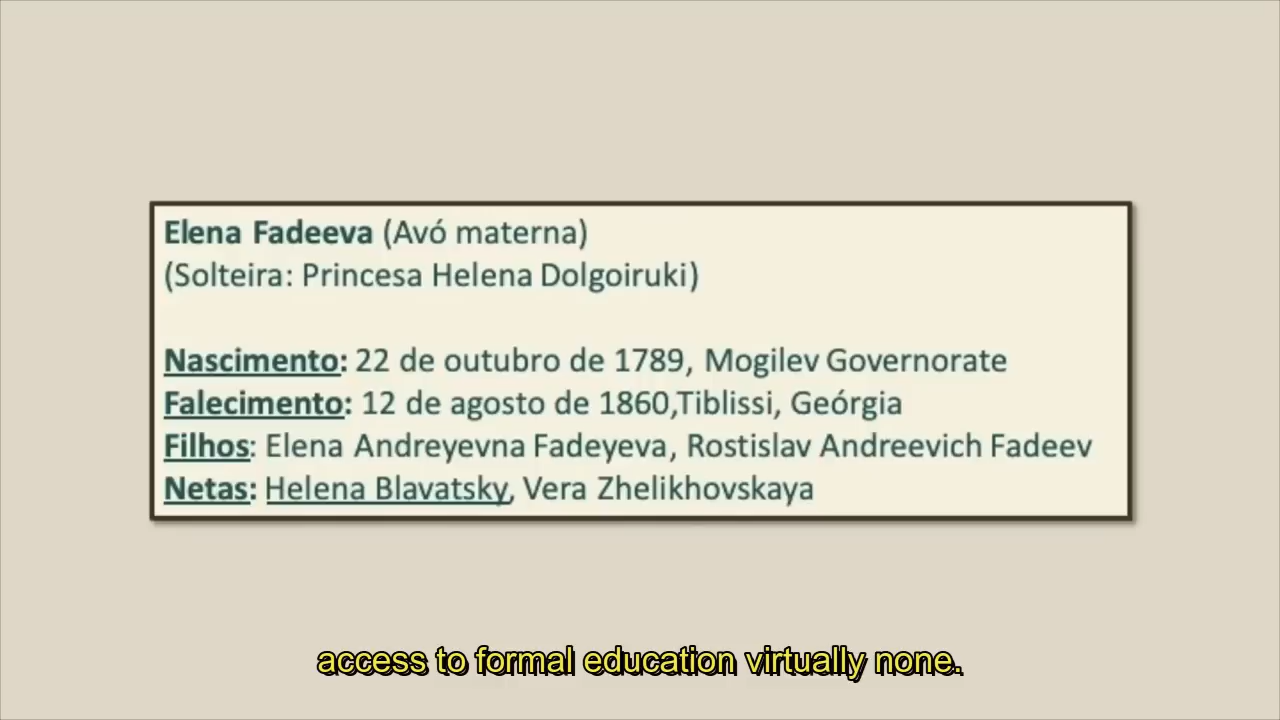 Elena Fadeeva (Avó materna)
(Solteira: Princesa Helena Dolgoiruki)
Nascimento: 22 de outubro de 1789, Mogilev Governorate
Falecimento: 12 de agosto de 1860,Tiblissi, Geórgia
Filhos: Elena Andreyevna Fadeyeva, Rostislav Andreevich Fadeev
Netas: Helena Blavatsky, Vera Zhelikhovskaya
access to formal education virtually none.